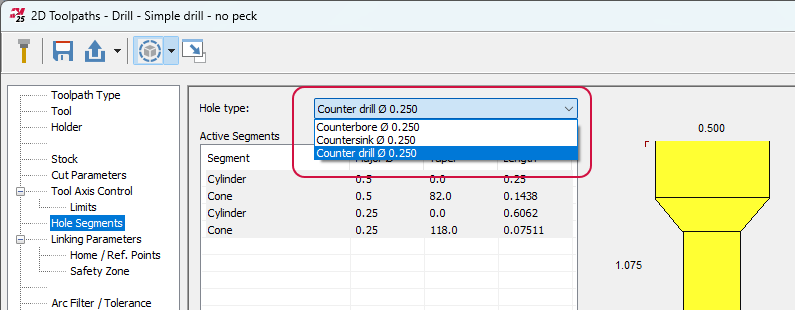 25
2D Toolpaths - Drill - Simple drill - no peck
Toolpath Type
Tool
Holder
Stock
Cut Parameters
Tool Axis Control
Limits
Hole Segments
Linking Parameters
Home / Ref. Points
Safety Zone
Arc Filter / Tolerance
Hole type:
Counter drill Ø 0.250
Counterbore Ø 0.250
Countersink Ø 0.250
Counter drill Ø 0.250
Active Segments
Segment
Cylinder 0.5 0.0 0.25
Cone 0.5 82.0 0.1438
Cylinder 0.25 0.0 0.6062
Cone 0.25 118.0 0.07511
0.500
1.075